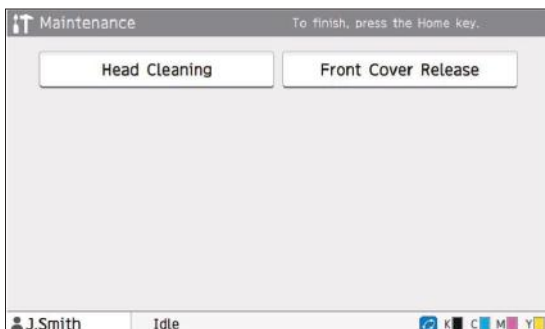 Maintenance To finish, press the Home key.
Head Cleaning Front Cover Release
J.Smith Idle K C M Y